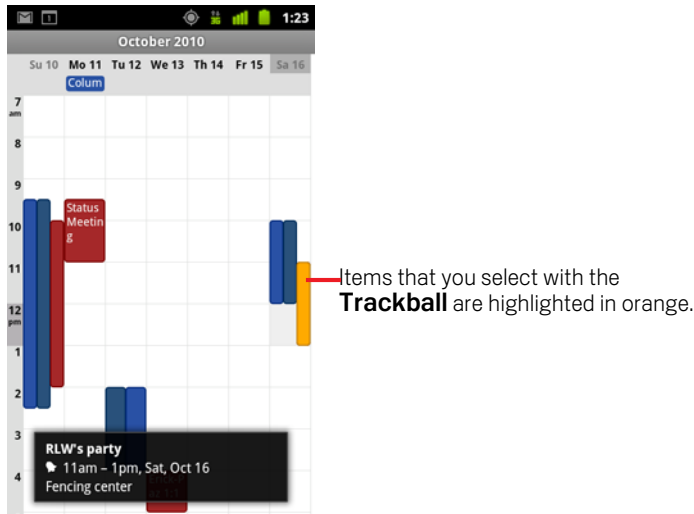 1
3G
1:23
October 2010
Su 10 Mo 11 Tu 12 We 13 Th 14 Fr 15 Sa 16
Colum
7
am
8
9
Status
Meetin
g
10
11
Items that you select with the
Trackball are highlighted in orange.
12
pm
1
2
3
RLW's party
11am – 1pm, Sat, Oct 16
4
Fencing center